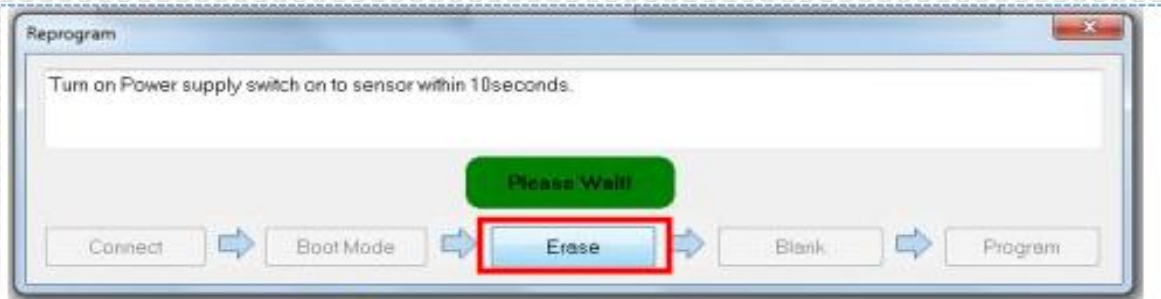 Reprogram
Turn on Power supply switch on to sensor within 10seconds.
Please Wait!
Connect
Boot Mode
Erase
Blank
Program